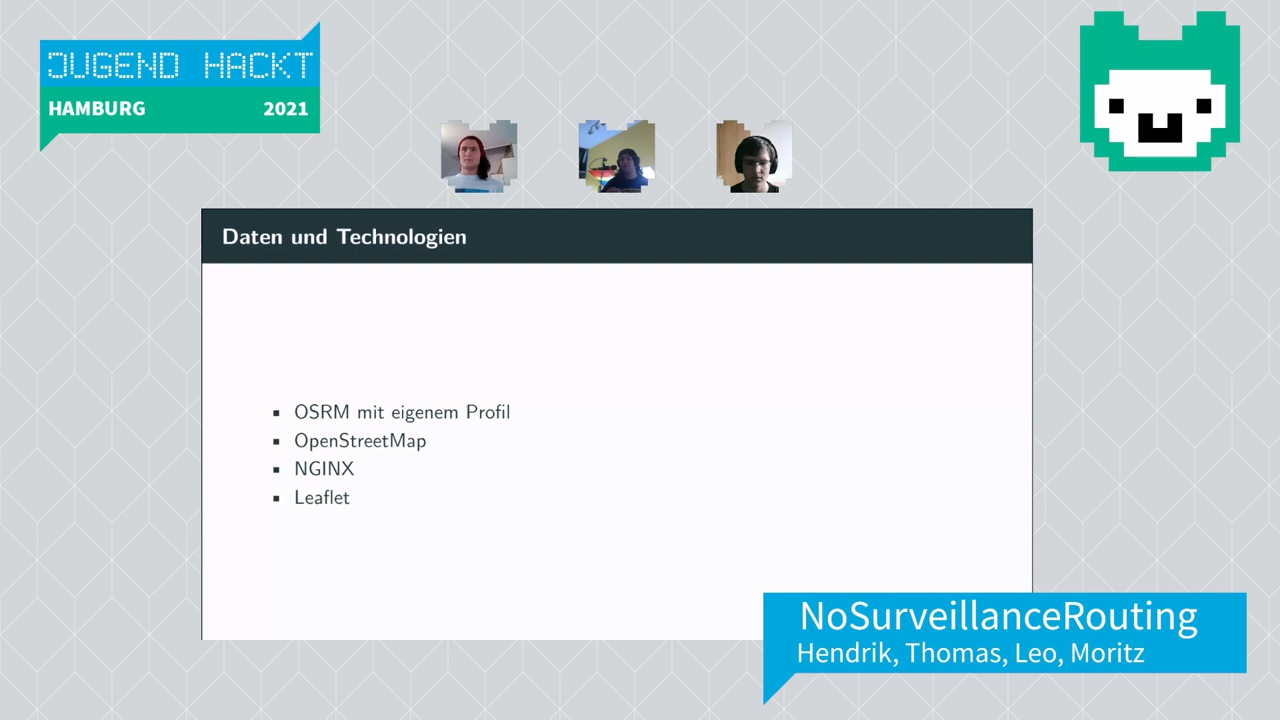 JUGEND HACKT
HAMBURG 2021
Daten und Technologien
OSRM mit eigenem Profil
OpenStreetMap
NGINX
Leaflet
NoSurveillanceRouting
Hendrik, Thomas, Leo, Moritz